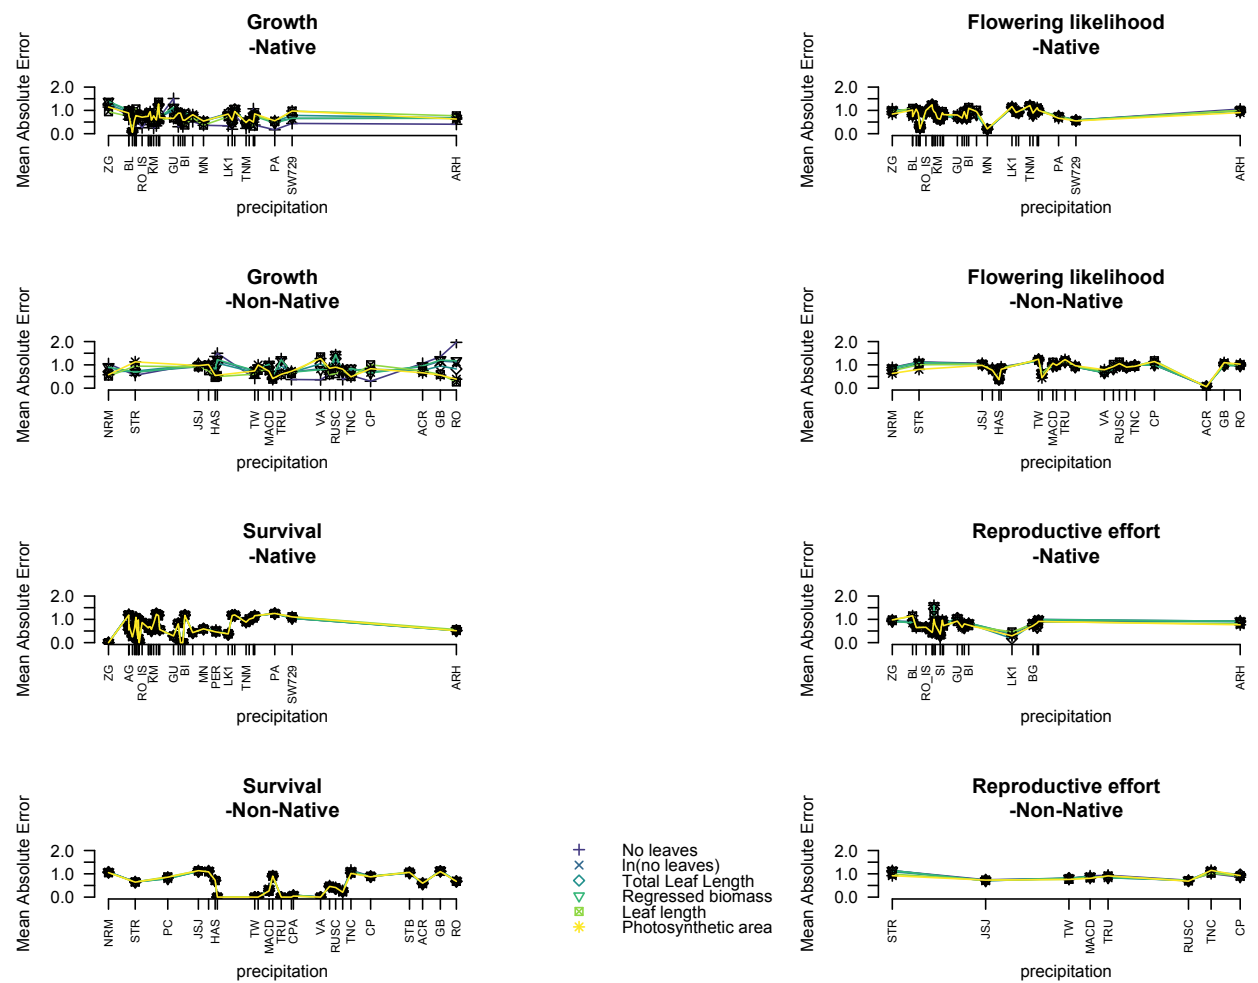 Growth
-Native
Mean Absolute Error
2.0
1.0
0.0
ZG
BL
RO_IS
KM
GU
BI
MN
LK1
TNM
PA
SW729
ARH
precipitation
Flowering likelihood
-Native
Mean Absolute Error
2.0
1.0
0.0
ZG
BL
RO_IS
KM
GU
BI
MN
LK1
TNM
PA
SW729
ARH
precipitation
Growth
-Non-Native
Mean Absolute Error
2.0
1.0
0.0
NRM
STR
JSJ
HAS
TW
MACD
TRU
VA
RUSC
TNC
CP
ACR
GB
RO
precipitation
Flowering likelihood
-Non-Native
Mean Absolute Error
2.0
1.0
0.0
NRM
STR
JSJ
HAS
TW
MACD
TRU
VA
RUSC
TNC
CP
ACR
GB
RO
precipitation
Survival
-Native
Mean Absolute Error
2.0
1.0
0.0
ZG
AG
RO_IS
KM
GU
BI
MN
PER
LK1
TNM
PA
SW729
ARH
precipitation
Reproductive effort
-Native
Mean Absolute Error
2.0
1.0
0.0
ZG
BL
RO_IS
SI
GU
BI
LK1
BG
ARH
precipitation
Survival
-Non-Native
Mean Absolute Error
2.0
1.0
0.0
NRM
STR
PC
JSJ
HAS
TW
MACD
TRU
CPA
VA
RUSC
TNC
CP
STB
ACR
GB
RO
precipitation
No leaves
ln(no leaves)
Total Leaf Length
Regressed biomass
Leaf length
Photosynthetic area
Reproductive effort
-Non-Native
Mean Absolute Error
2.0
1.0
0.0
STR
JSJ
TW
MACD
TRU
RUSC
TNC
CP
precipitation